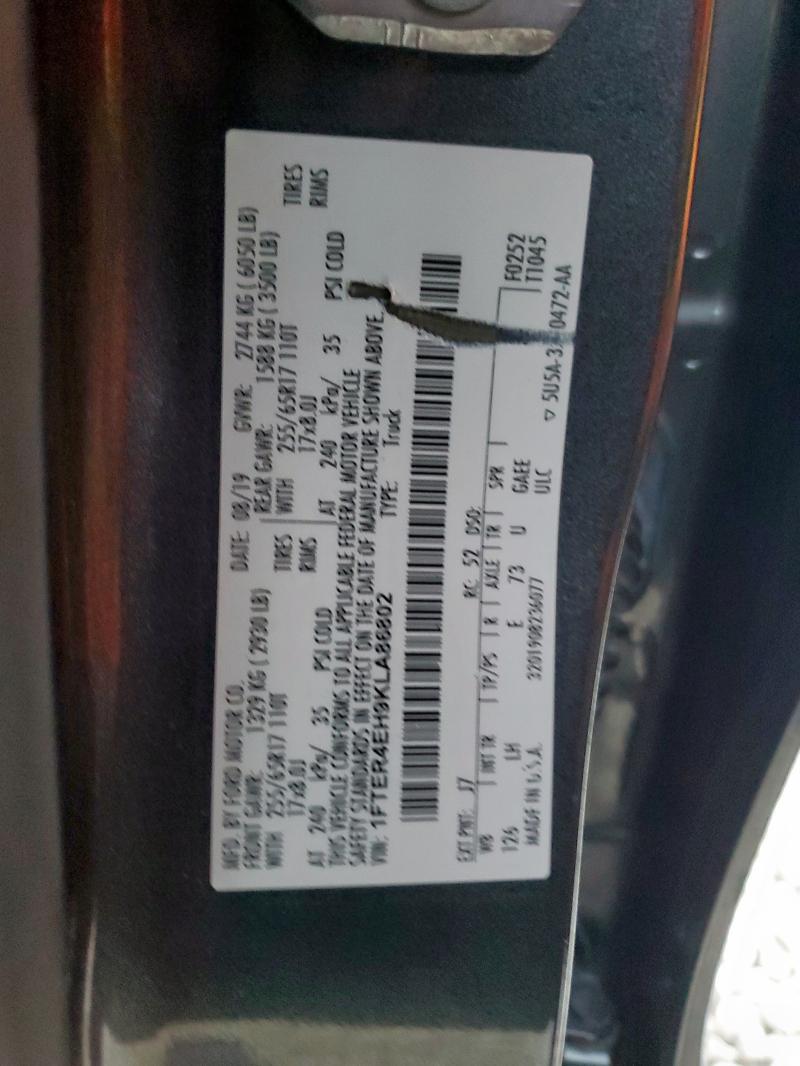 MFD. BY FORD MOTOR CO.
DATE: 08/19 GVWR: 2744 KG ( 6050 LB)
FRONT GAWR: 1329 KG ( 2930 LB) REAR GAWR: 1588 KG ( 3500 LB)
WITH 255/65R17 110T TIRES WITH 255/65R17 110T TIRES
17x8.0J RIMS 17x8.0J RIMS
AT 240 kPa/ 35 PSI COLD AT 240 kPa/ 35 PSI COLD
THIS VEHICLE CONFORMS TO ALL APPLICABLE FEDERAL MOTOR VEHICLE
SAFETY STANDARDS IN EFFECT ON THE DATE OF MANUFACTURE SHOWN ABOVE.
VIN: 1FTER4EH9KLA86802 TYPE: Truck
EXT PNT: J7 RC: 52 DSO:
WB INT TR TP/PS R AXLE TR SPR F0252
126 LH E 73 U GAEE T1045
ULC
MADE IN U.S.A. 3201908236077 5U5A-3 0472-AA